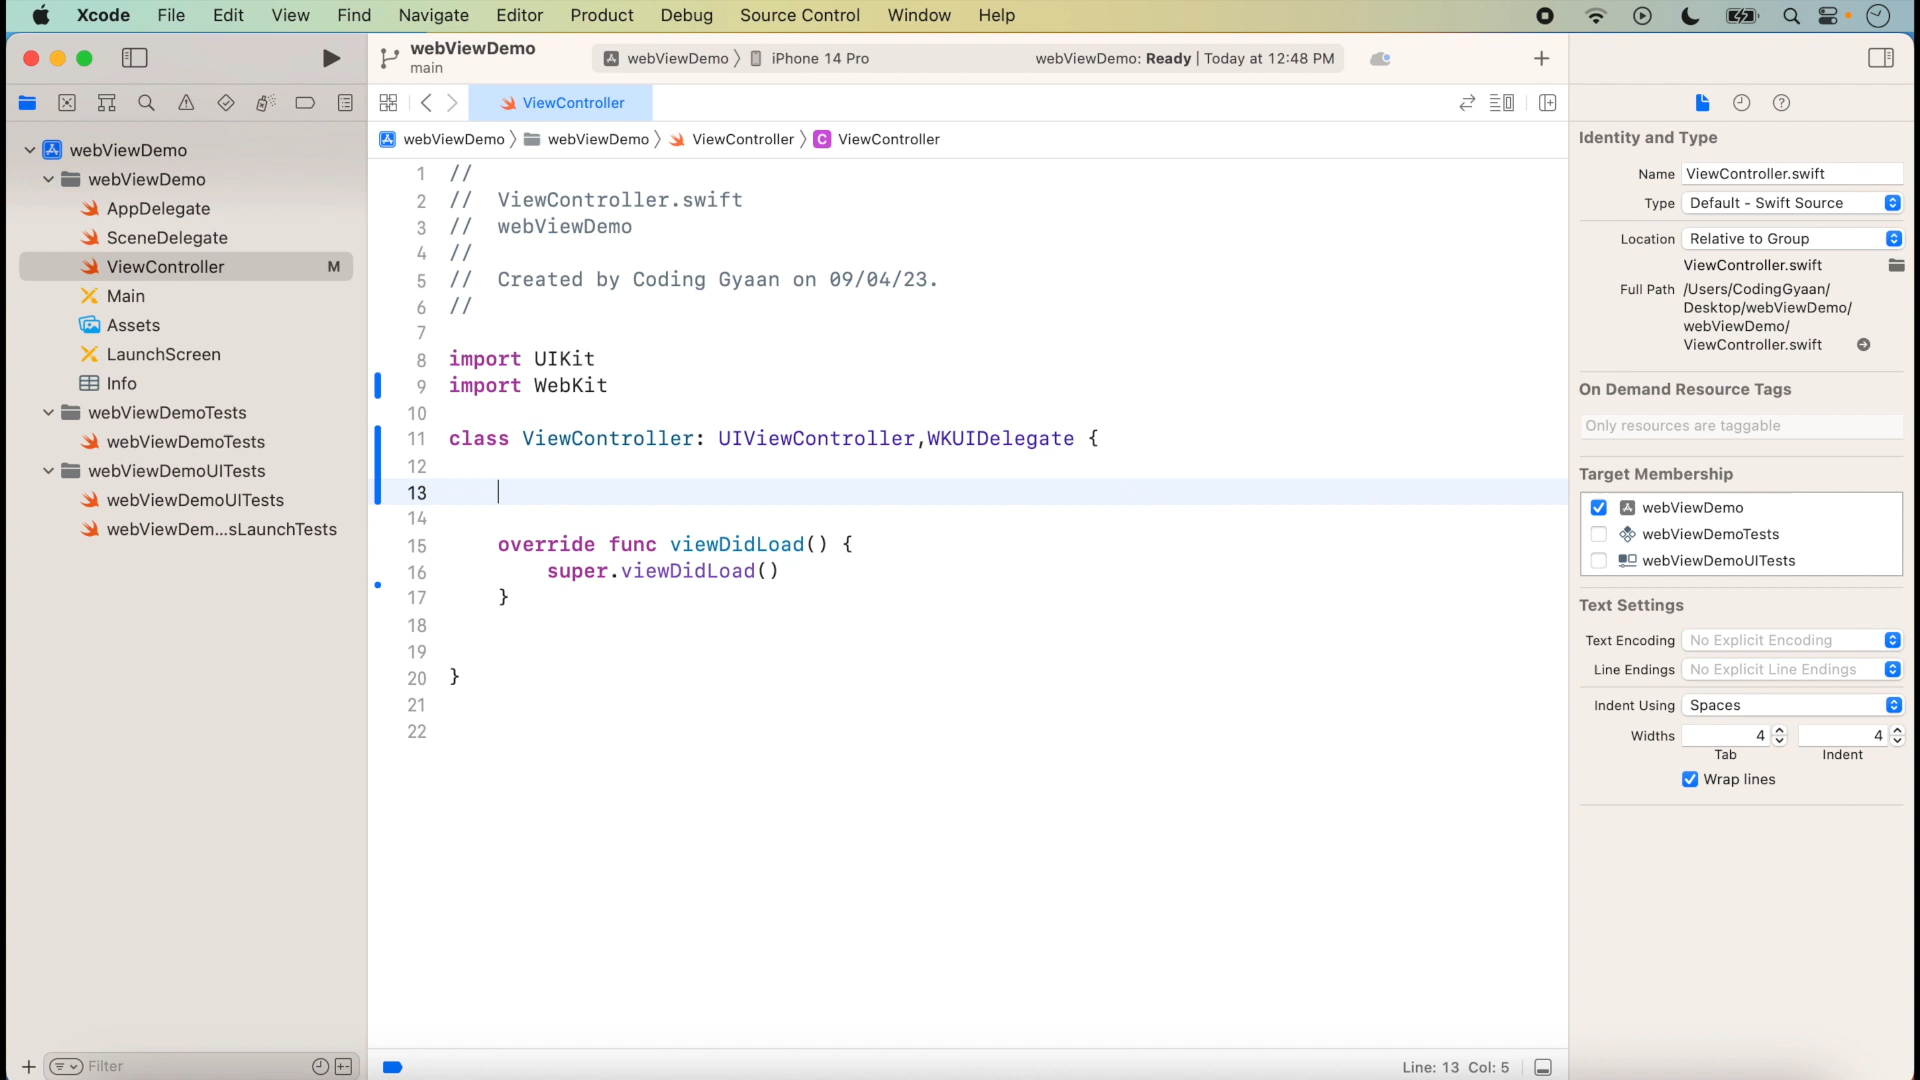 Xcode File Edit View Find Navigate Editor Product Debug Source Control Window Help
webViewDemo
main
webViewDemo iPhone 14 Pro
webViewDemo: Ready | Today at 12:48 PM
ViewController
webViewDemo webViewDemo ViewController C ViewController
webViewDemo
webViewDemo
AppDelegate
SceneDelegate
ViewController M
Main
Assets
LaunchScreen
Info
webViewDemoTests
webViewDemoTests
webViewDemoUITests
webViewDemoUITests
webViewDem...sLaunchTests
Filter
1 //
2 // ViewController.swift
3 // webViewDemo
4 //
5 // Created by Coding Gyaan on 09/04/23.
6 //
7
8 import UIKit
9 import WebKit
10
11 class ViewController: UIViewController,WKUIDelegate {
12
13
14
15 override func viewDidLoad() {
16 super.viewDidLoad()
17 }
18
19
20 }
21
22
Line: 13 Col: 5
Identity and Type
Name ViewController.swift
Type Default - Swift Source
Location Relative to Group
ViewController.swift
Full Path /Users/CodingGyaan/
Desktop/webViewDemo/
webViewDemo/
ViewController.swift
On Demand Resource Tags
Only resources are taggable
Target Membership
webViewDemo
webViewDemoTests
webViewDemoUITests
Text Settings
Text Encoding No Explicit Encoding
Line Endings No Explicit Line Endings
Indent Using Spaces
Widths 4 4
Tab Indent
Wrap lines